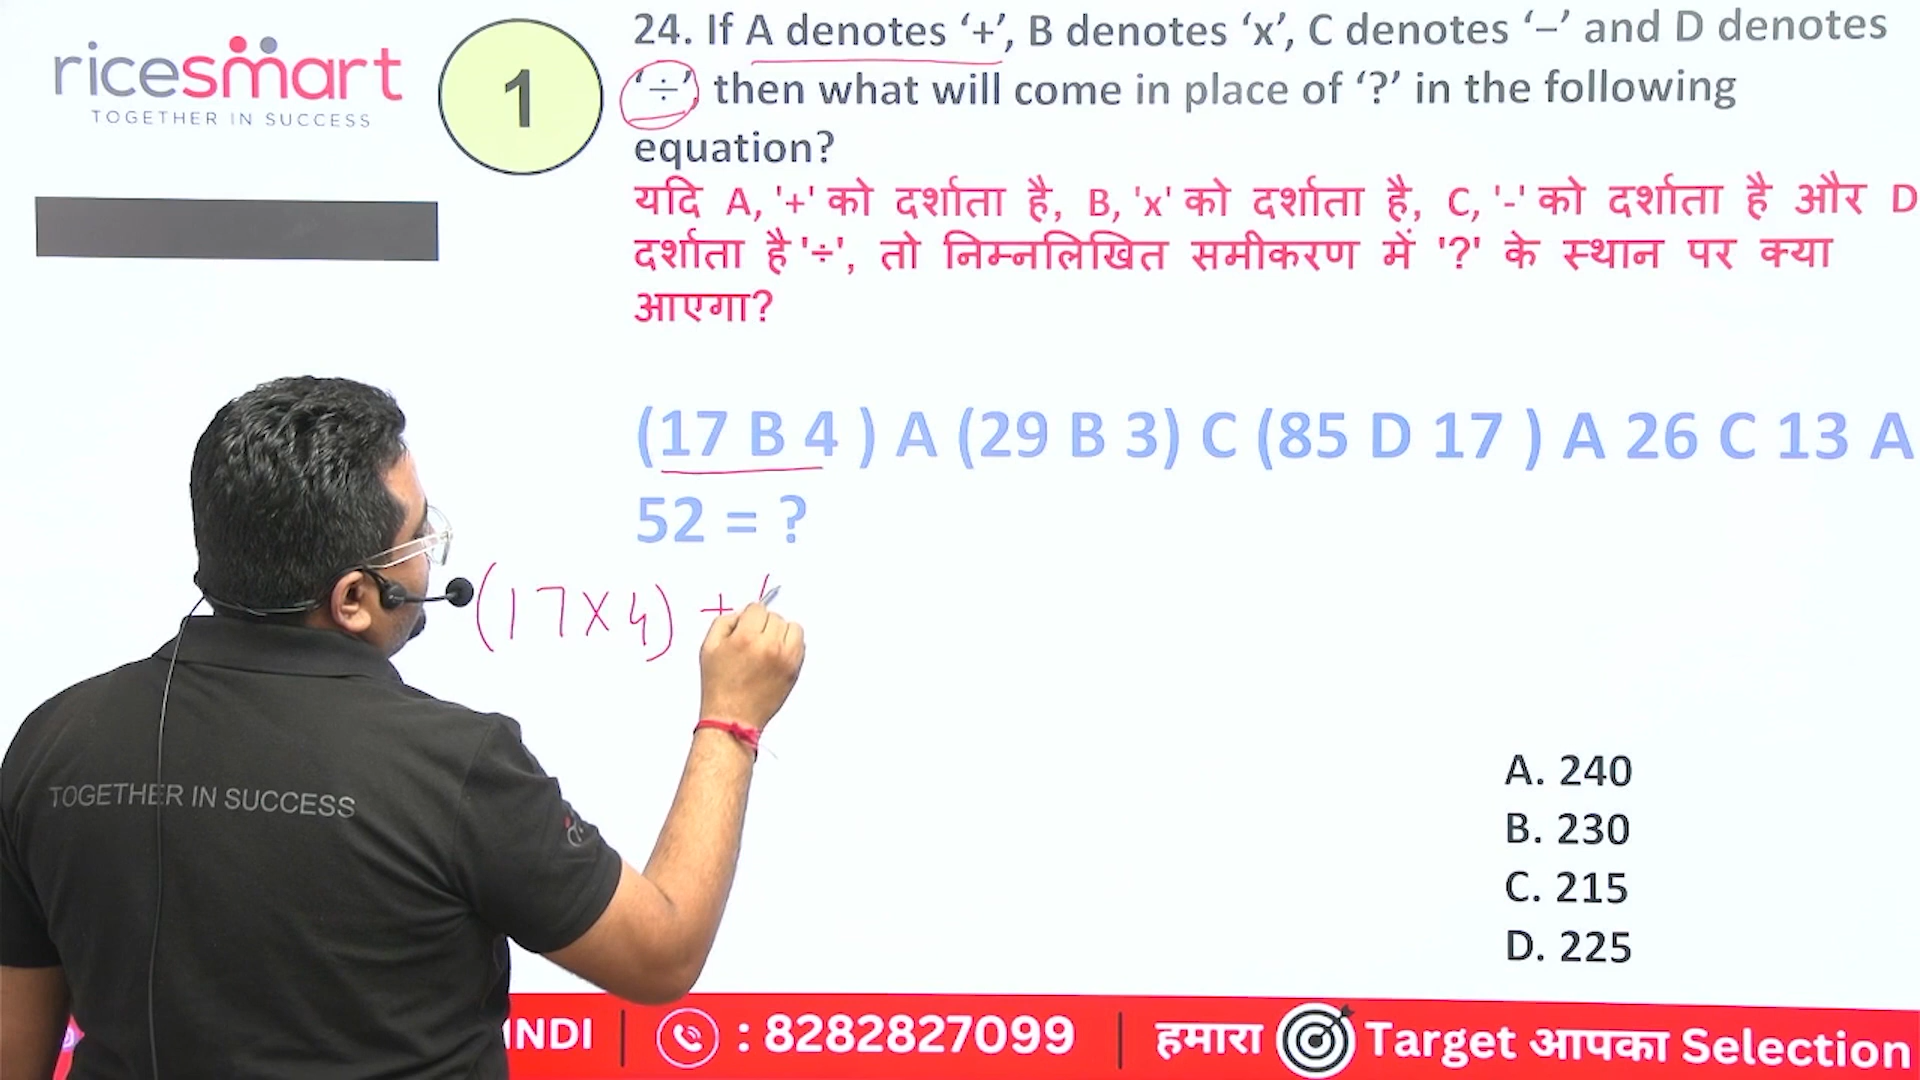 ricesmart
TOGETHER IN SUCCESS
1
24. If A denotes ‘+’, B denotes ‘x’, C denotes ‘–’ and D denotes
‘÷’, then what will come in place of ‘?’ in the following
equation?
यदि A, '+' को दर्शाता है, B, 'x' को दर्शाता है, C, '-' को दर्शाता है और D
दर्शाता है '÷', तो निम्नलिखित समीकरण में '?' के स्थान पर क्या
आएगा?
(17 B 4 ) A (29 B 3) C (85 D 17 ) A 26 C 13 A
52 = ?
(17x4) + (
A. 240
B. 230
C. 215
D. 225
TOGETHER IN SUCCESS
INDI | : 8282827099 | हमारा Target आपका Selection